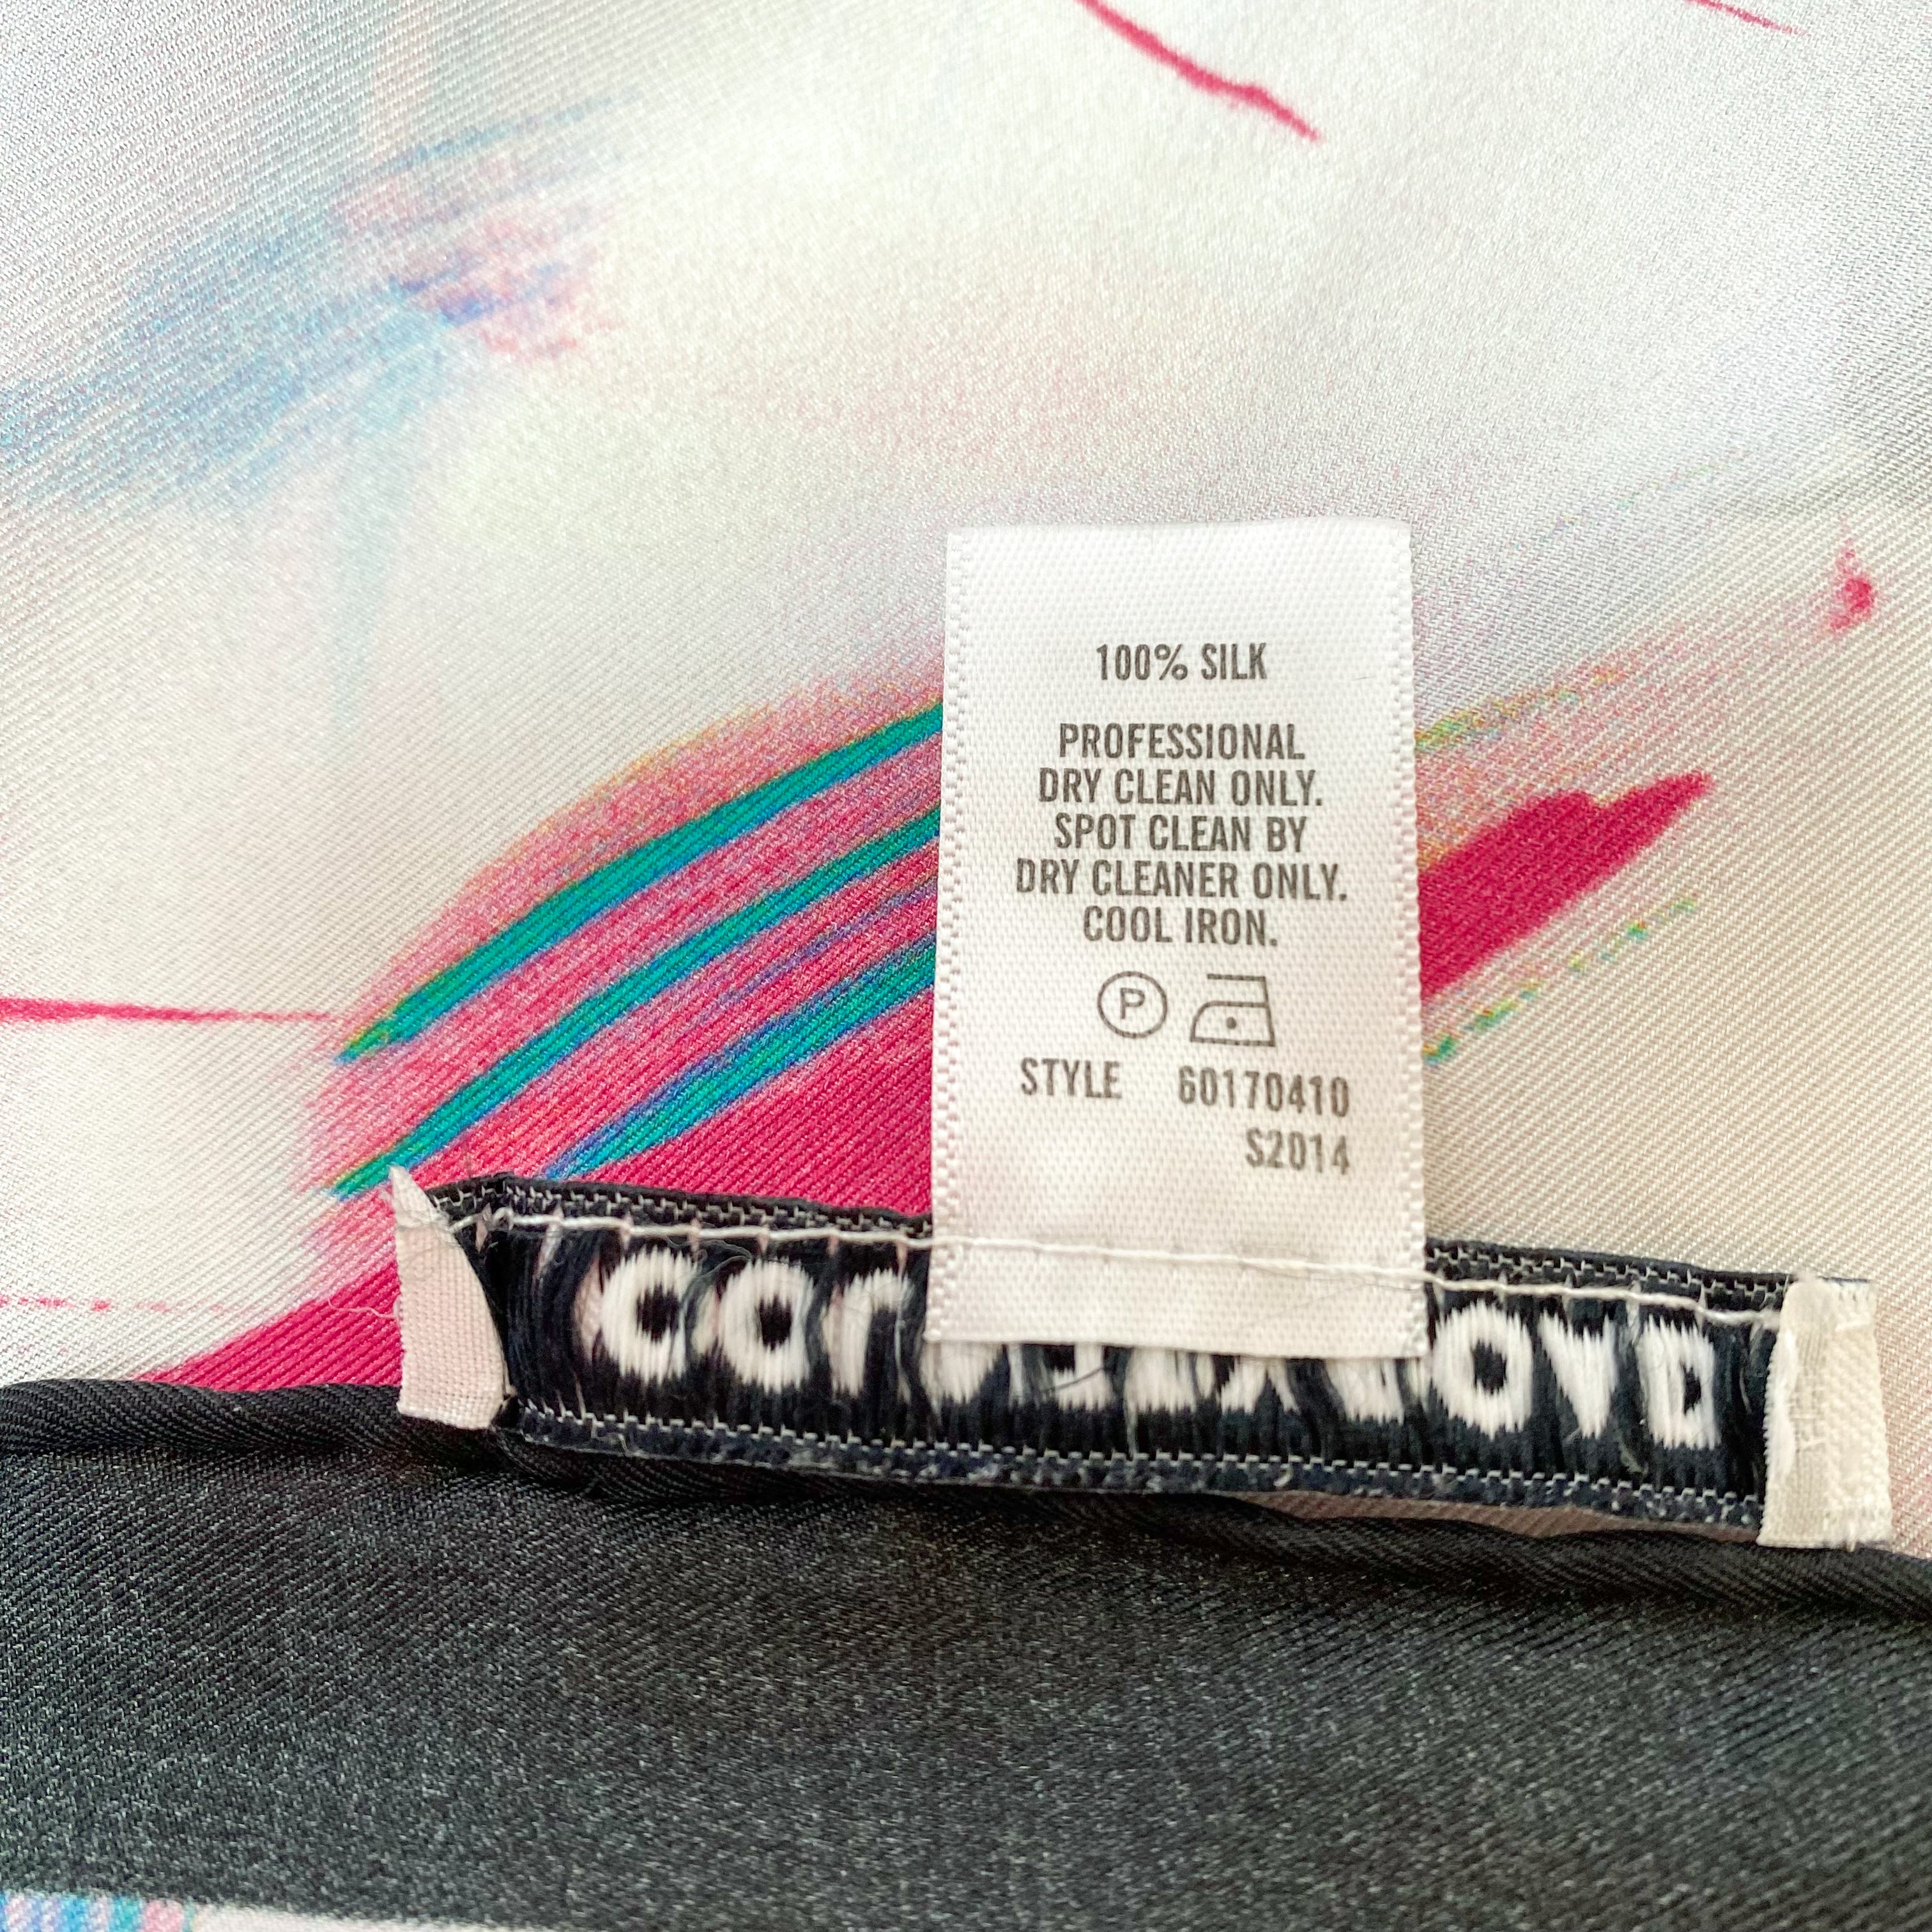 100% SILK
PROFESSIONAL
DRY CLEAN ONLY.
SPOT CLEAN BY
DRY CLEANER ONLY.
COOL IRON.
P
STYLE 60170410
S2014